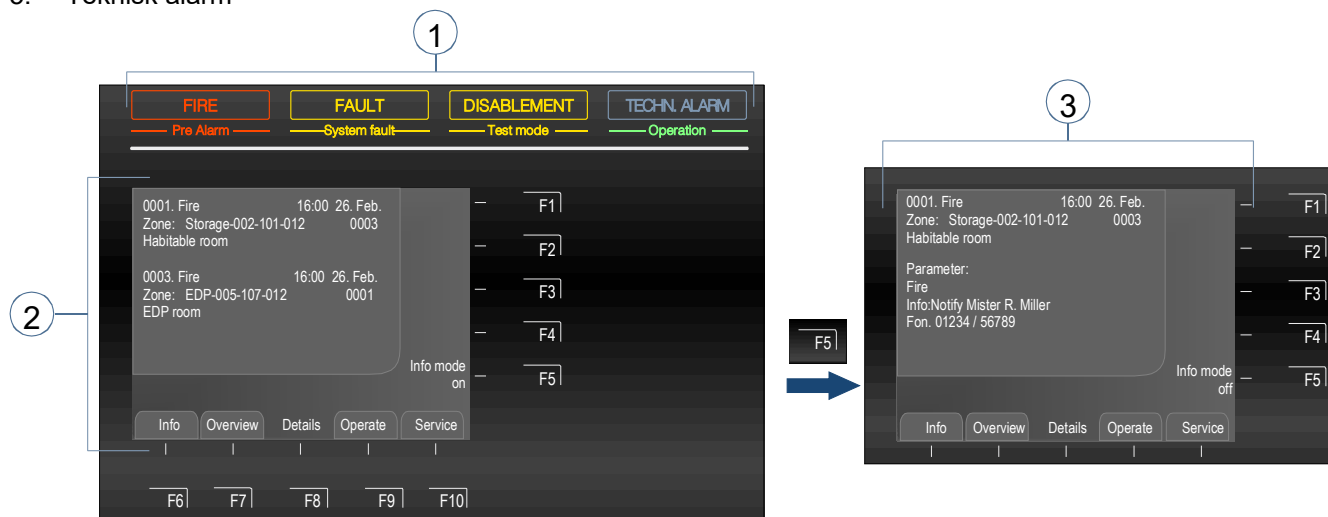 Teknisk alarm
1
FIRE FAULT DISABLEMENT TECHN. ALARM
Pre Alarm System fault Test mode Operation
2
0001. Fire 16:00 26. Feb.
Zone: Storage-002-101-012 0003
Habitable room
0003. Fire 16:00 26. Feb.
Zone: EDP-005-107-012 0001
EDP room
Info mode
on
F1
F2
F3
F4
F5
Info Overview Details Operate Service
F6 F7 F8 F9 F10
F5
3
0001. Fire 16:00 26. Feb.
Zone: Storage-002-101-012 0003
Habitable room
Parameter:
Fire
Info:Notify Mister R. Miller
Fon. 01234 / 56789
Info mode
off
F1
F2
F3
F4
F5
Info Overview Details Operate Service